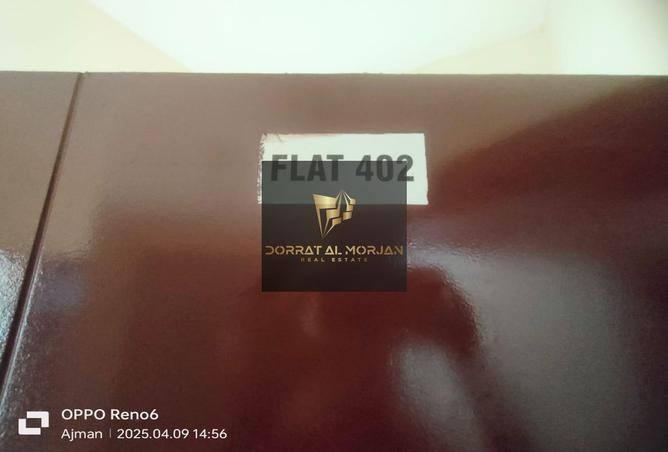 FLAT 402
DORRAT AL MORJAN
REAL ESTATE
OPPO Reno6
Ajman | 2025.04.09 14:56